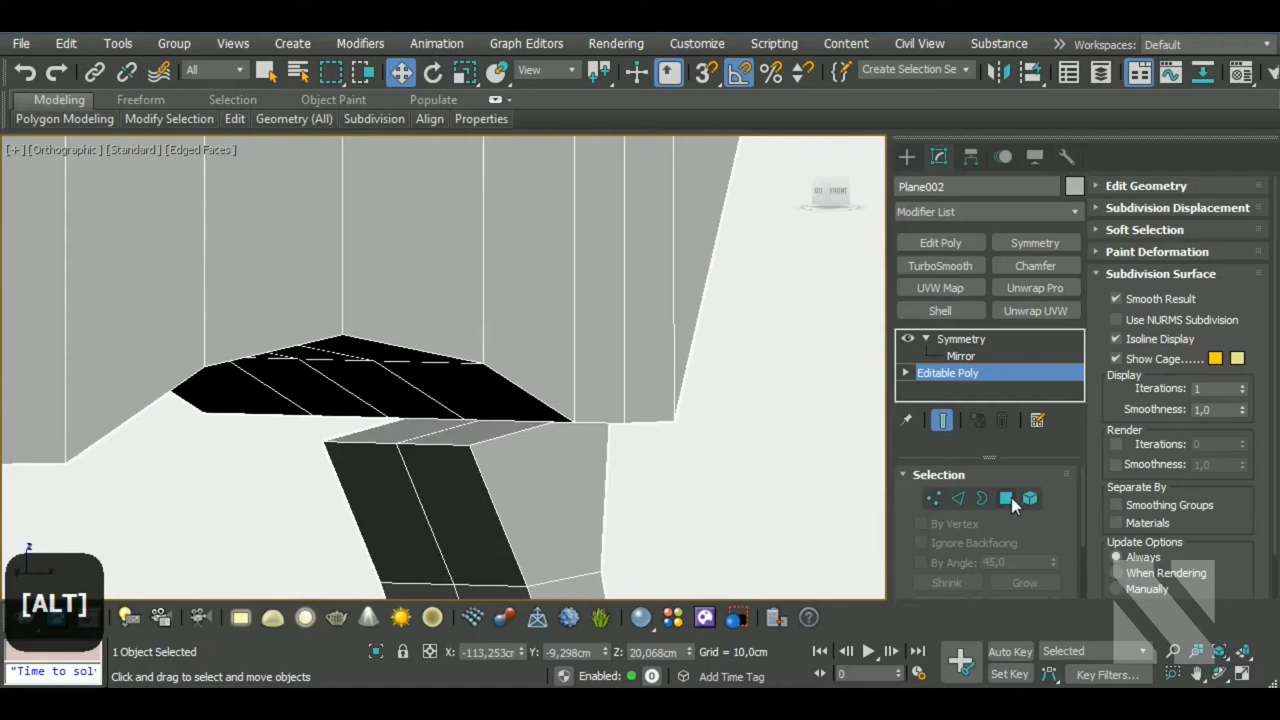 File Edit Tools Group Views Create Modifiers Animation Graph Editors Rendering Customize Scripting Content Civil View Substance Workspaces: Default
All View 3 Create Selection Se
Modeling Freeform Selection Object Paint Populate
Polygon Modeling Modify Selection Edit Geometry (All) Subdivision Align Properties
[+] [Orthographic] [Standard] [Edged Faces]
FRONT
Plane002
Modifier List
Edit Poly Symmetry
TurboSmooth Chamfer
UVW Map Unwrap Pro
Shell Unwrap UVW
Symmetry
Mirror
Editable Poly
Selection
By Vertex
Ignore Backfacing
By Angle: 45,0
Shrink Grow
Edit Geometry
Subdivision Displacement
Soft Selection
Paint Deformation
Subdivision Surface
Smooth Result
Use NURMS Subdivision
Isoline Display
Show Cage......
Display
Iterations: 1
Smoothness: 1,0
Render
Iterations: 0
Smoothness: 1,0
Separate By
Smoothing Groups
Materials
Update Options
Always
When Rendering
Manually
z
[ALT]
"Time to sol
1 Object Selected X: -113,253cr Y: -9,298cm Z: 20,068cm Grid = 10,0cm Auto Key Selected
Click and drag to select and move objects Enabled: 0 Add Time Tag 0 Set Key Key Filters...